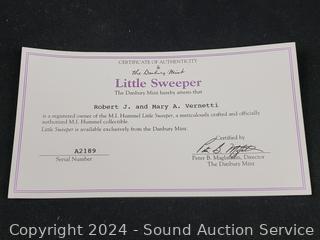 CERTIFICATE OF AUTHENTICITY
The Danbury Mint
Little Sweeper
The Danbury Mint hereby attests that
Robert J. and Mary A. Vernetti
is a registered owner of the M.I. Hummel Little Sweeper, a meticulously crafted and officially
authorized M.I. Hummel collectible.
Little Sweeper is available exclusively from the Danbury Mint.
Certified by
A2189
Serial Number
Peter B. Maglathlin, Director
The Danbury Mint
Copyright 2024 - Sound Auction Service